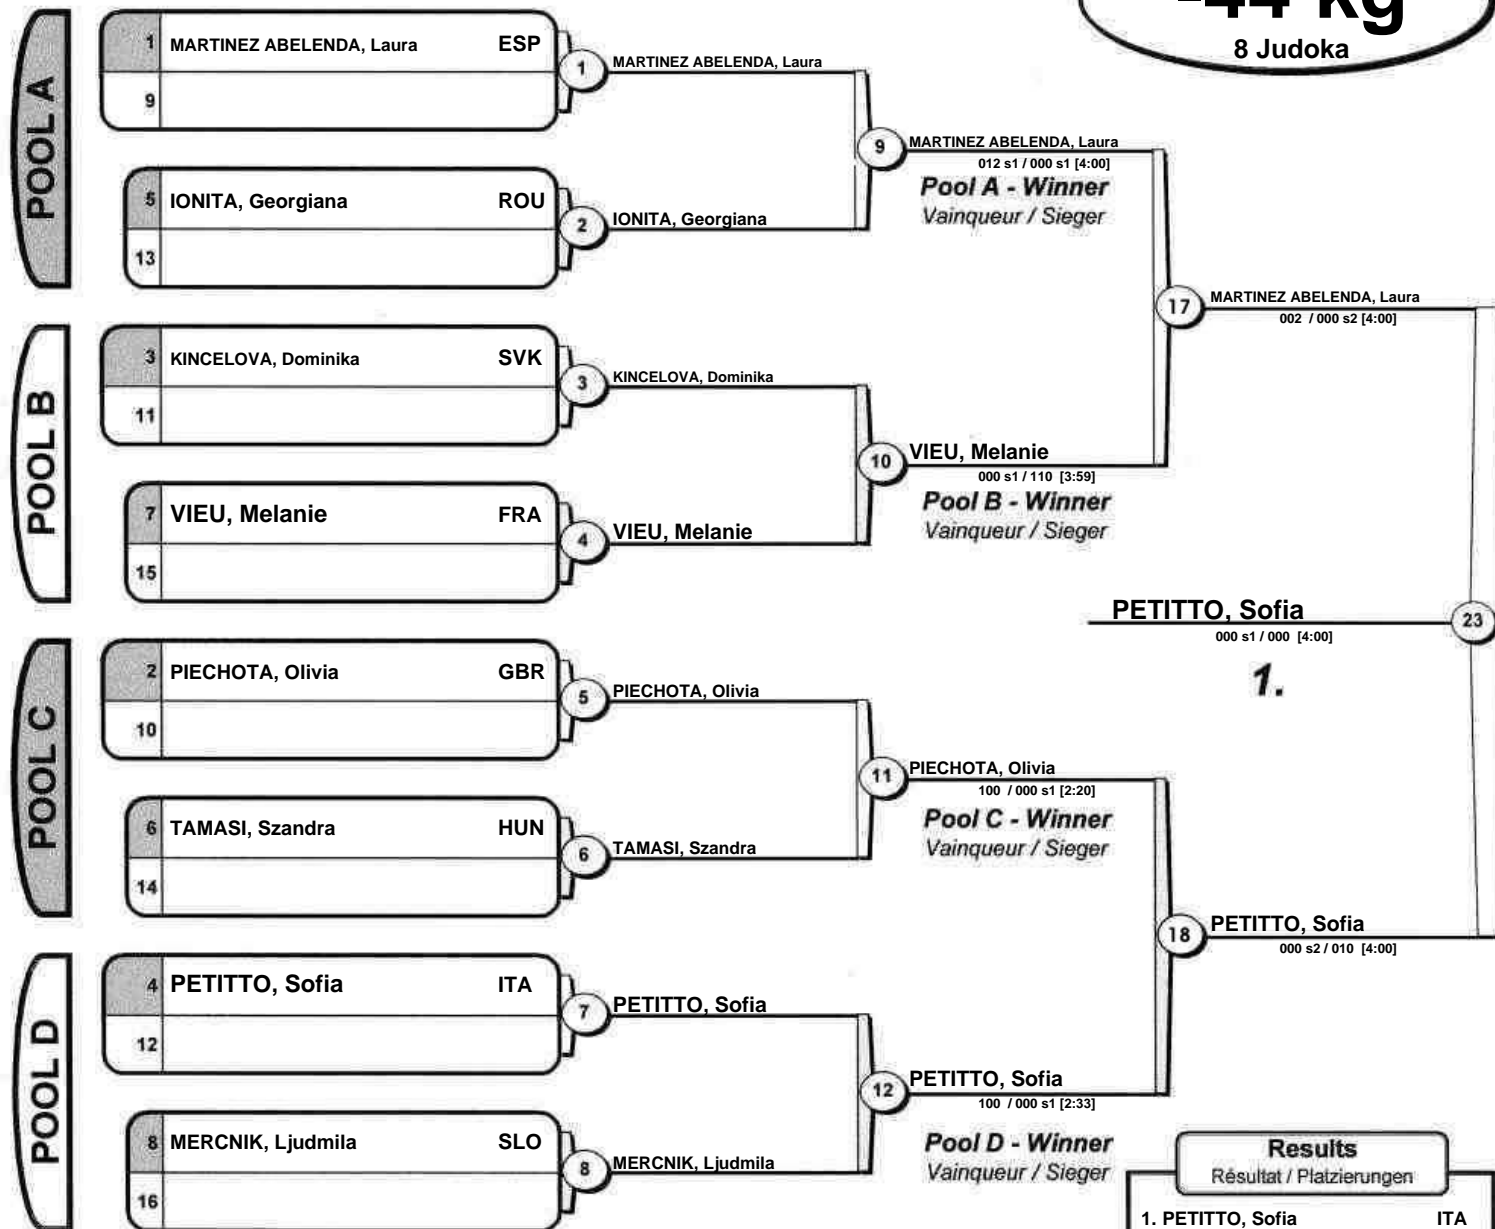 -44 kg
8 Judoka
POOL A
1 MARTINEZ ABELENDA, Laura ESP
9
5 IONITA, Georgiana ROU
13
1 MARTINEZ ABELENDA, Laura
2 IONITA, Georgiana
9 MARTINEZ ABELENDA, Laura
012 s1 / 000 s1 [4:00]
Pool A - Winner
Vainqueur / Sieger
POOL B
3 KINCELOVA, Dominika SVK
11
7 VIEU, Melanie FRA
15
3 KINCELOVA, Dominika
4 VIEU, Melanie
10 VIEU, Melanie
000 s1 / 110 [3:59]
Pool B - Winner
Vainqueur / Sieger
17 MARTINEZ ABELENDA, Laura
002 / 000 s2 [4:00]
PETITTO, Sofia 23
000 s1 / 000 [4:00]
1.
POOL C
2 PIECHOTA, Olivia GBR
10
6 TAMASI, Szandra HUN
14
5 PIECHOTA, Olivia
6 TAMASI, Szandra
11 PIECHOTA, Olivia
100 / 000 s1 [2:20]
Pool C - Winner
Vainqueur / Sieger
18 PETITTO, Sofia
000 s2 / 010 [4:00]
POOL D
4 PETITTO, Sofia ITA
12
8 MERCNIK, Ljudmila SLO
16
7 PETITTO, Sofia
8 MERCNIK, Ljudmila
12 PETITTO, Sofia
100 / 000 s1 [2:33]
Pool D - Winner
Vainqueur / Sieger
Results
Résultat / Platzierungen
1. PETITTO, Sofia ITA